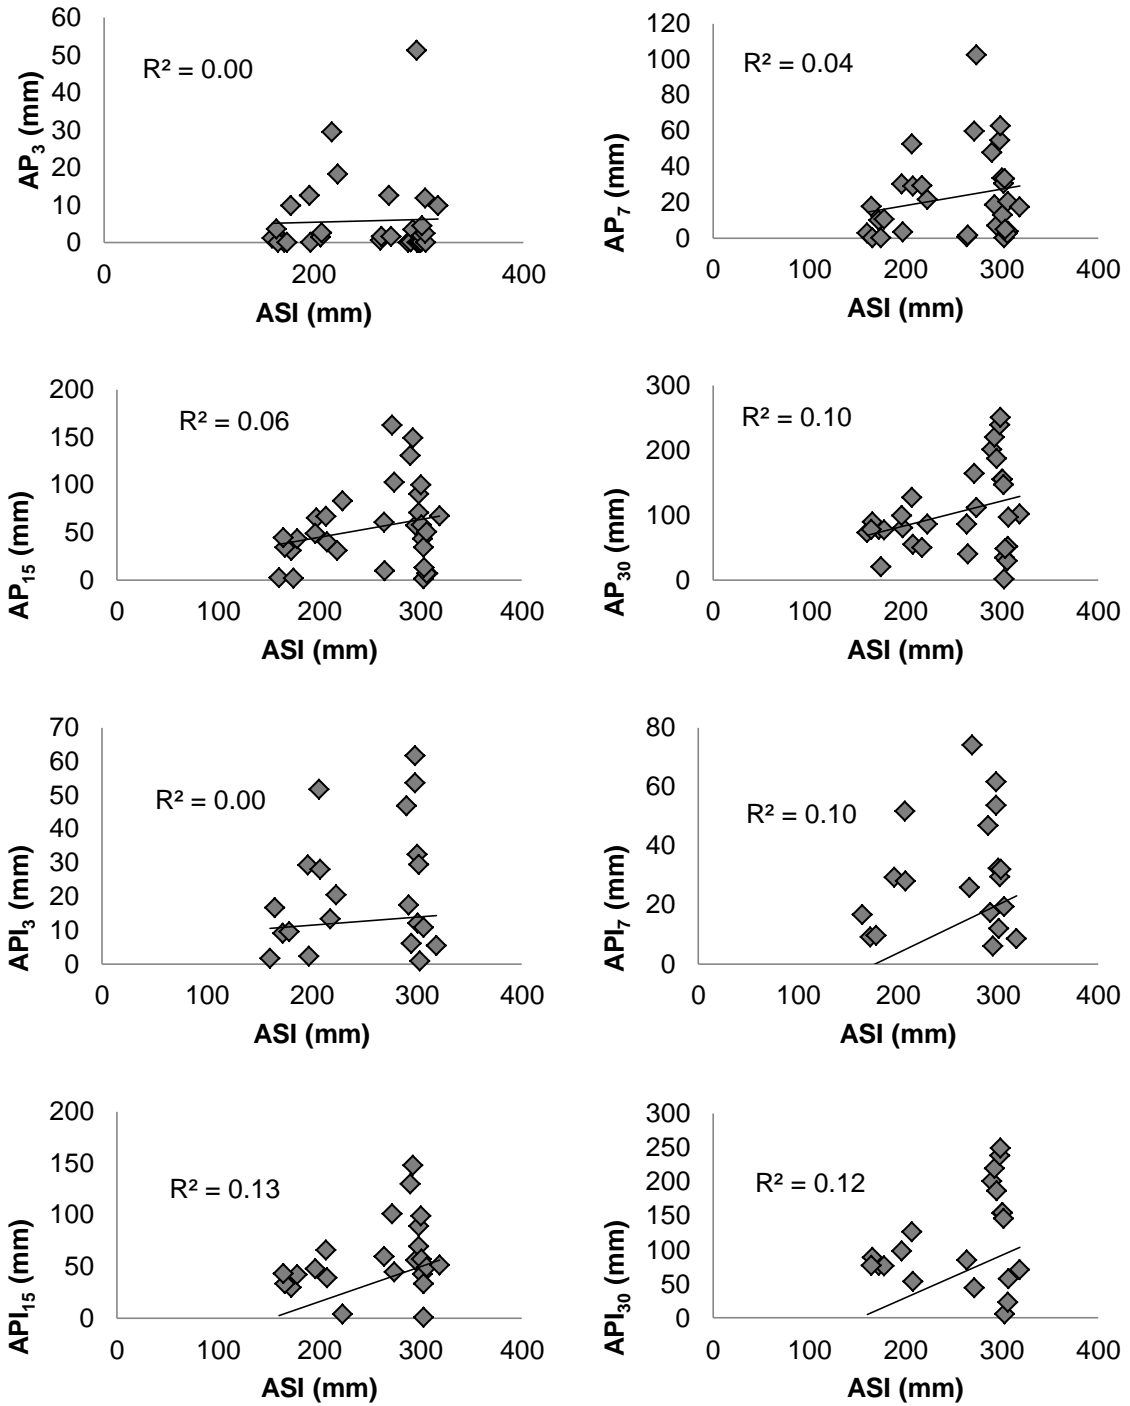 60
50
40
30
20
10
0
AP3 (mm)
R² = 0.00
0 200 400
ASI (mm)
120
100
80
60
40
20
0
AP7 (mm)
R² = 0.04
0 100 200 300 400
ASI (mm)
200
150
100
50
0
AP15 (mm)
R² = 0.06
0 100 200 300 400
ASI (mm)
300
200
100
0
AP30 (mm)
R² = 0.10
0 100 200 300 400
ASI (mm)
70
60
50
40
30
20
10
0
API3 (mm)
R² = 0.00
0 100 200 300 400
ASI (mm)
80
60
40
20
0
API7 (mm)
R² = 0.10
0 100 200 300 400
ASI (mm)
200
150
100
50
0
API15 (mm)
R² = 0.13
0 100 200 300 400
ASI (mm)
300
250
200
150
100
50
0
API30 (mm)
R² = 0.12
0 100 200 300 400
ASI (mm)